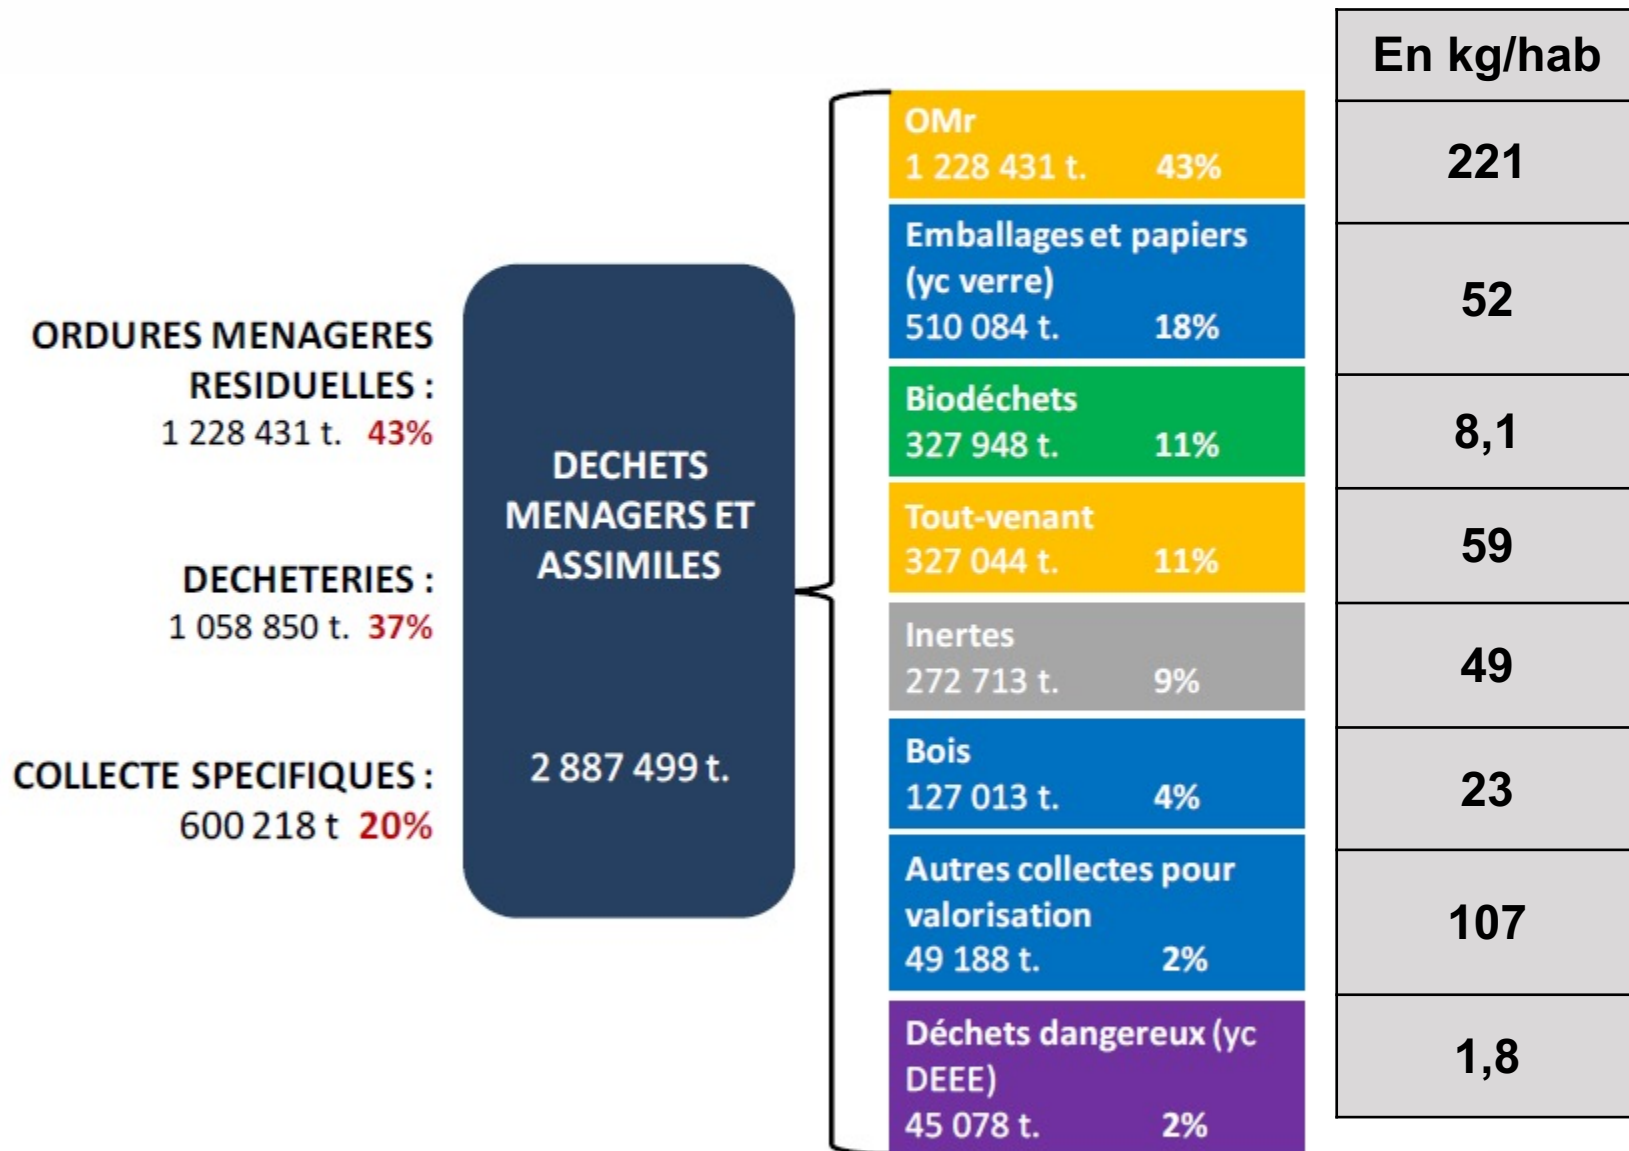 ORDURES MENAGERES
RESIDUELLES :
1 228 431 t. 43%
DECHETERIES :
1 058 850 t. 37%
COLLECTE SPECIFIQUES :
600 218 t 20%
DECHETS
MENAGERS ET
ASSIMILES
2 887 499 t.
OMr
1 228 431 t. 43%
Emballages et papiers
(yc verre)
510 084 t. 18%
Biodéchets
327 948 t. 11%
Tout-venant
327 044 t. 11%
Inertes
272 713 t. 9%
Bois
127 013 t. 4%
Autres collectes pour
valorisation
49 188 t. 2%
Déchets dangereux (yc
DEEE)
45 078 t. 2%
En kg/hab
221
52
8,1
59
49
23
107
1,8